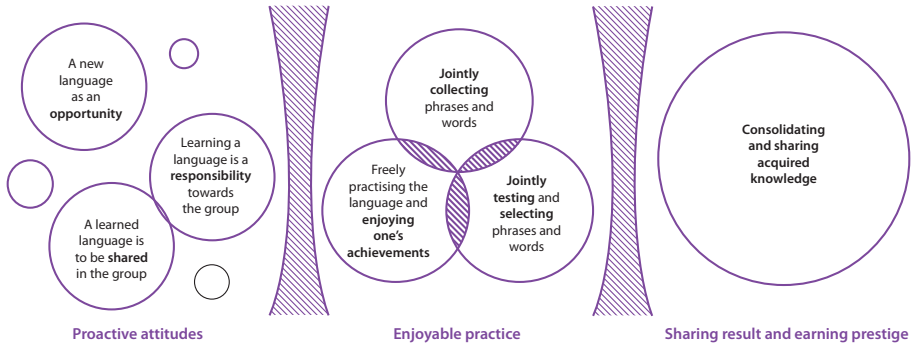 A new
language
as an
opportunity
Learning a
language is a
responsibility
towards
the group
A learned
language is
to be shared
in the group
Proactive attitudes
Jointly
collecting
phrases and
words
Freely
practising the
language and
enjoying
one's
achievements
Jointly
testing and
selecting
phrases and
words
Enjoyable practice
Consolidating
and sharing
acquired
knowledge
Sharing result and earning prestige